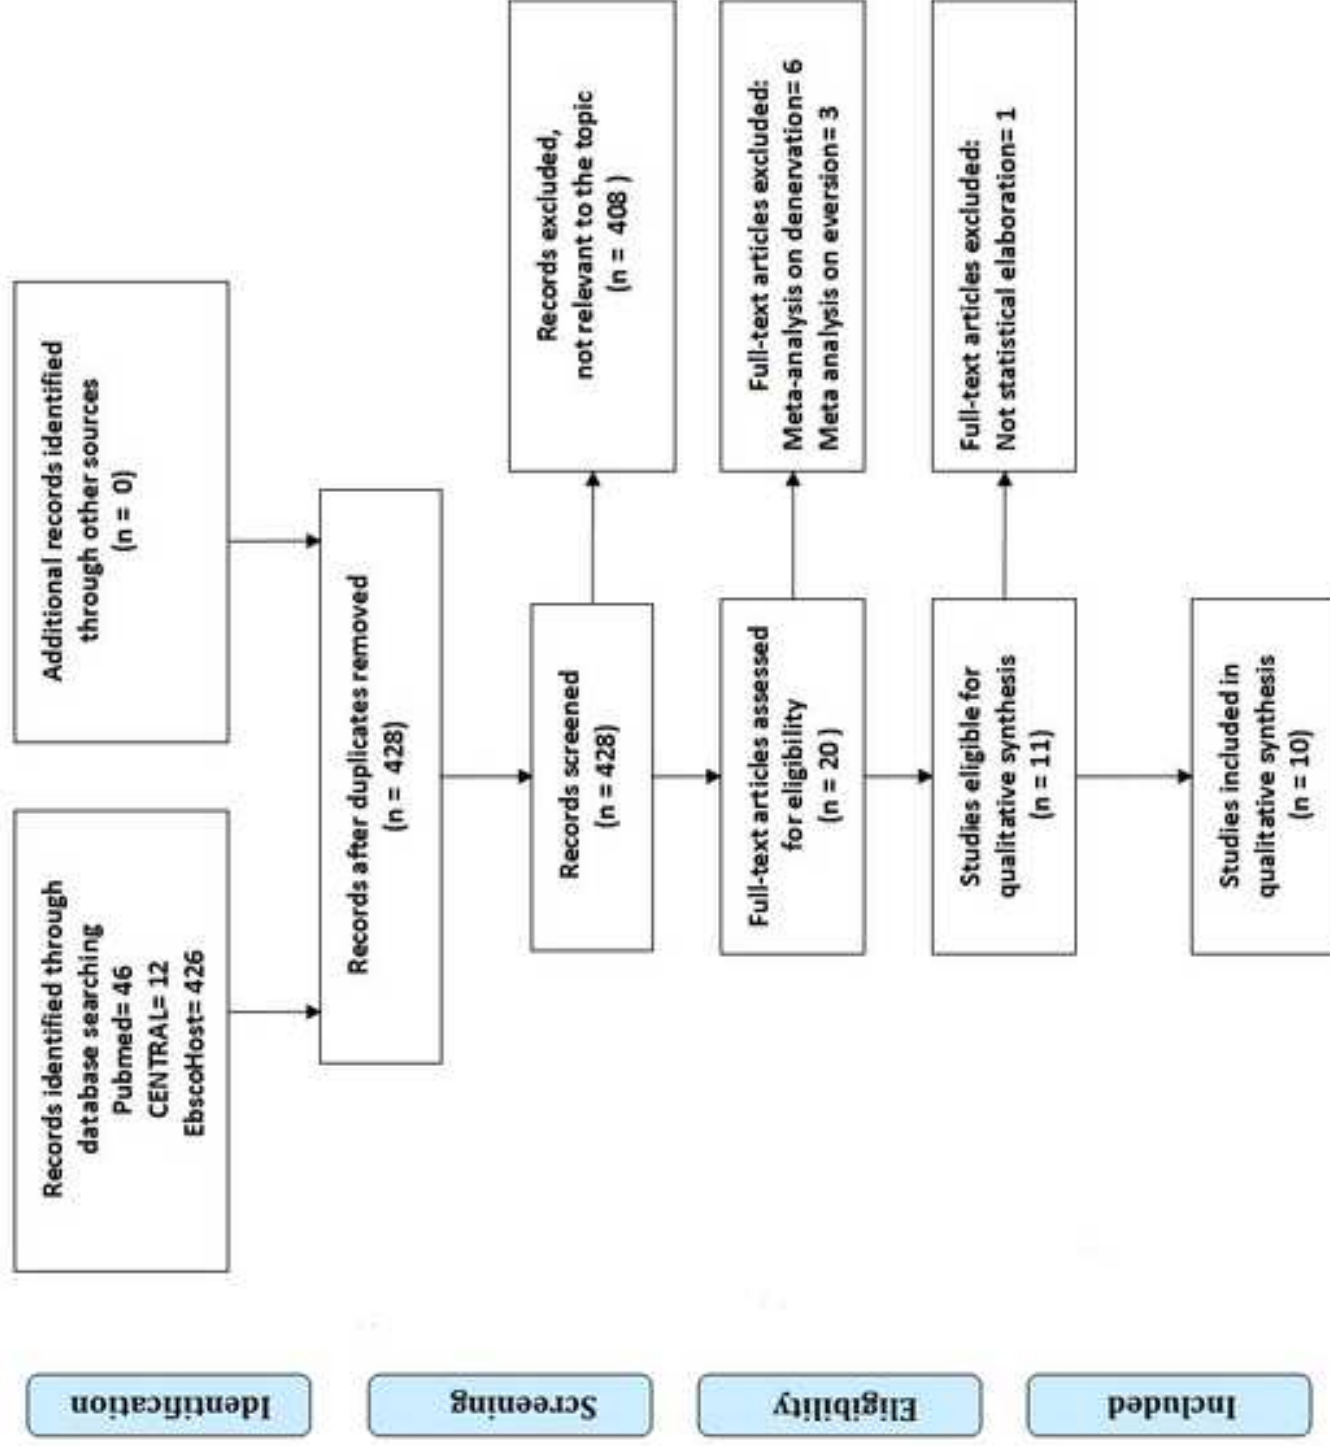 Identification
Records identified through
database searching
Pubmed= 46
CENTRAL= 12
EbscoHost= 426
Additional records identified
through other sources
(n = 0)
Screening
Records after duplicates removed
(n = 428)
Records screened
(n = 428)
Records excluded,
not relevant to the topic
(n = 408 )
Eligibility
Full-text articles assessed
for eligibility
(n = 20 )
Full-text articles excluded:
Meta-analysis on denervation= 6
Meta analysis on eversion= 3
Studies eligible for
qualitative synthesis
(n = 11)
Full-text articles excluded:
Not statistical elaboration= 1
Included
Studies included in
qualitative synthesis
(n = 10)